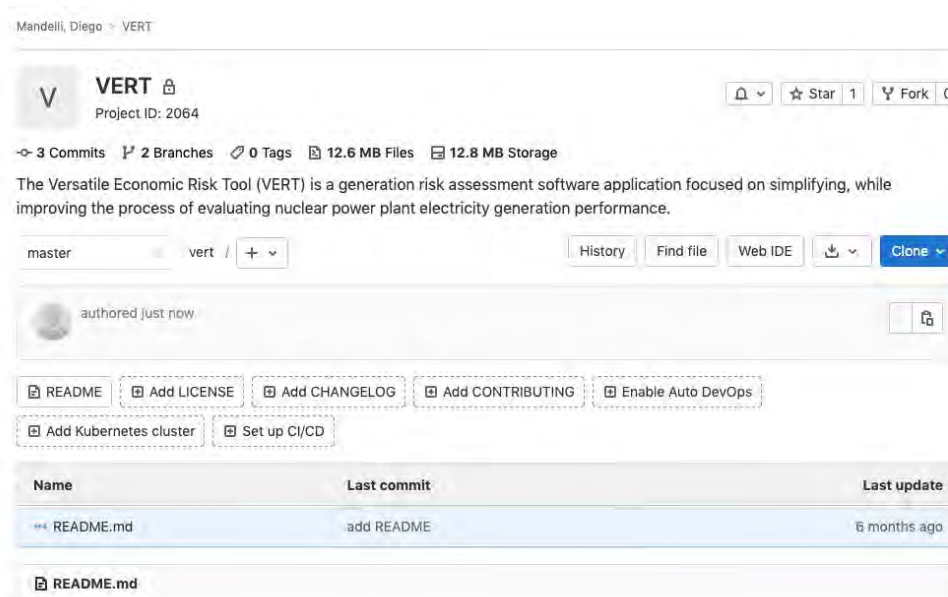 Mandelli, Diego > VERT
V
VERT
Project ID: 2064
Star 1
Fork 0
3 Commits 2 Branches 0 Tags 12.6 MB Files 12.8 MB Storage
The Versatile Economic Risk Tool (VERT) is a generation risk assessment software application focused on simplifying, while
improving the process of evaluating nuclear power plant electricity generation performance.
master vert / + History Find file Web IDE Clone
authored just now
README Add LICENSE Add CHANGELOG Add CONTRIBUTING Enable Auto DevOps
Add Kubernetes cluster Set up CI/CD
Name Last commit Last update
README.md add README 6 months ago
README.md